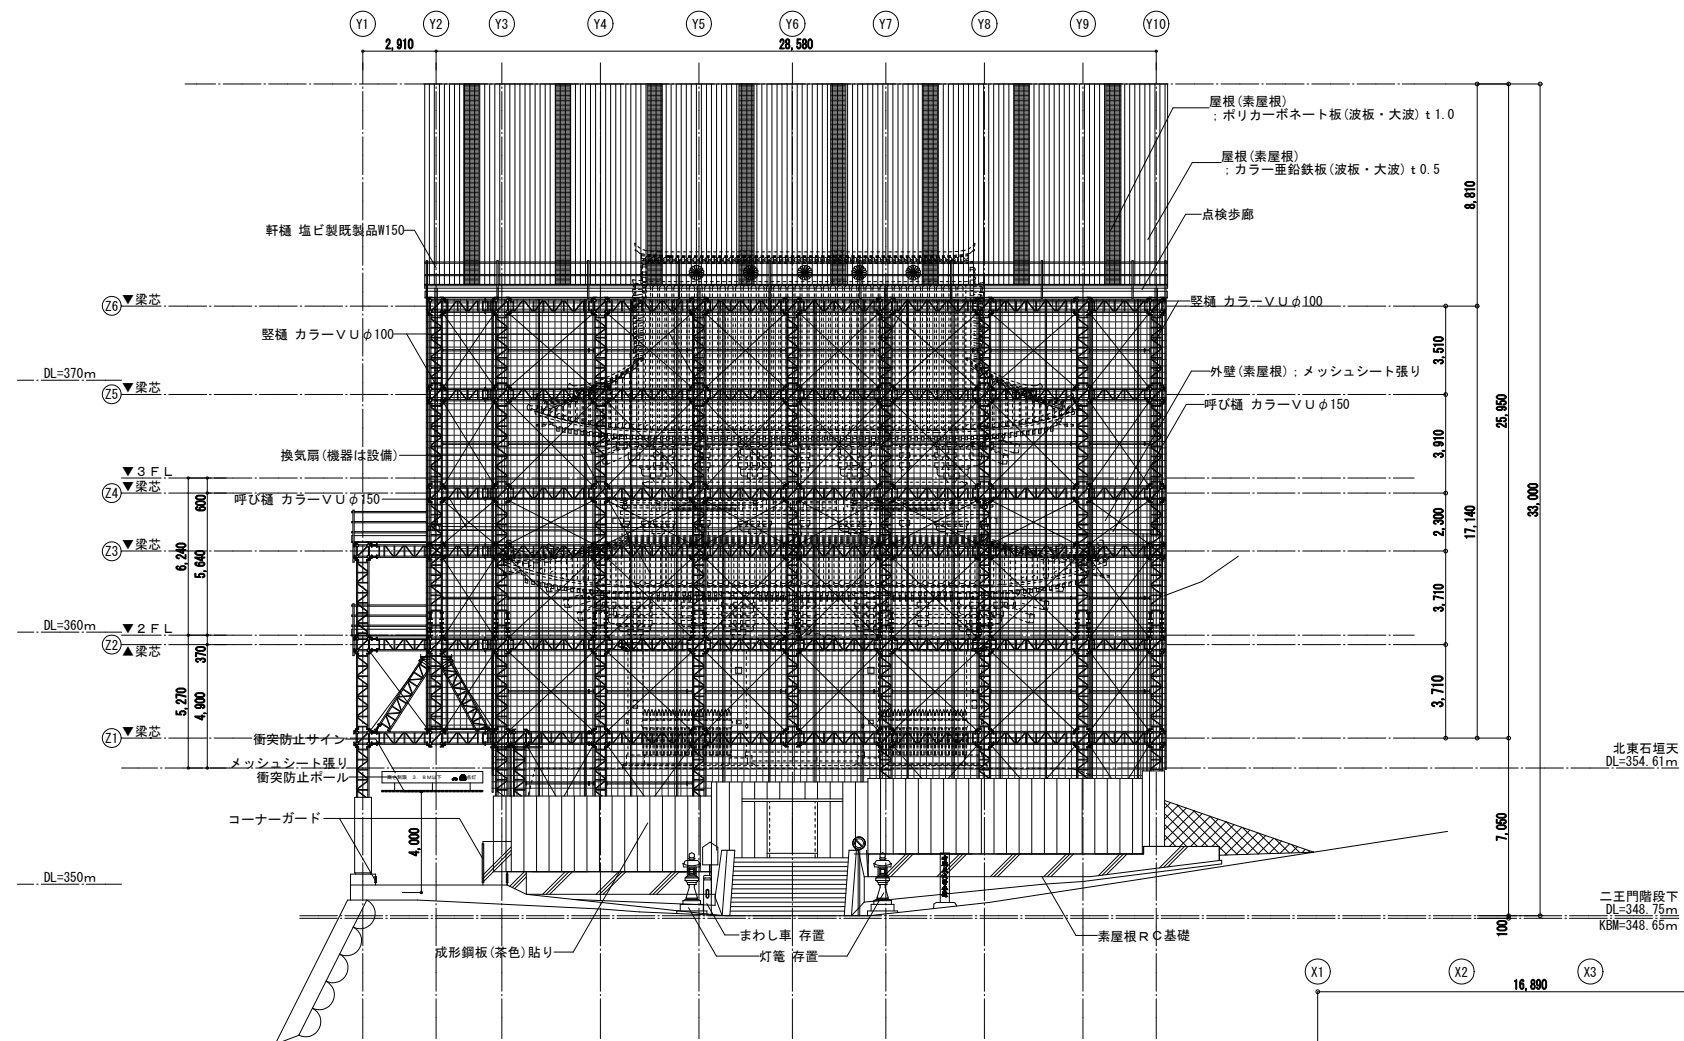 Y1 Y2 Y3 Y4 Y5 Y6 Y7 Y8 Y9 Y10
2,910
28,580
屋根(素屋根)
;ポリカーボネート板(波板・大波) t1.0
屋根(素屋根)
;カラー亜鉛鉄板(波板・大波) t0.5
点検歩廊
8,810
軒樋 塩ビ製既製品W150
Z6 ▼梁芯
竪樋 カラーVUφ100
竪樋 カラーVUφ100
3,510
DL=370m
Z5 ▼梁芯
外壁(素屋根);メッシュシート張り
呼び樋 カラーVUφ150
25,950
3,910
換気扇(機器は設備)
▼3FL
Z4 ▼梁芯
呼び樋 カラーVUφ150
600
2,300
17,140
33,000
Z3 ▼梁芯
6,240
5,640
3,710
DL=360m
▼2FL
Z2 ▲梁芯
370
5,270
4,900
3,710
Z1 ▼梁芯
衝突防止サイン
メッシュシート張り
衝突防止ポール
北東石垣天
DL=354.61m
コーナーガード
4,000
7,050
DL=350m
二王門階段下
DL=348.75m
KBM=348.65m
100
まわし車 存置
成形鋼板(茶色)貼り
灯篭 存置
素屋根RC基礎
X1 X2 X3
16,890